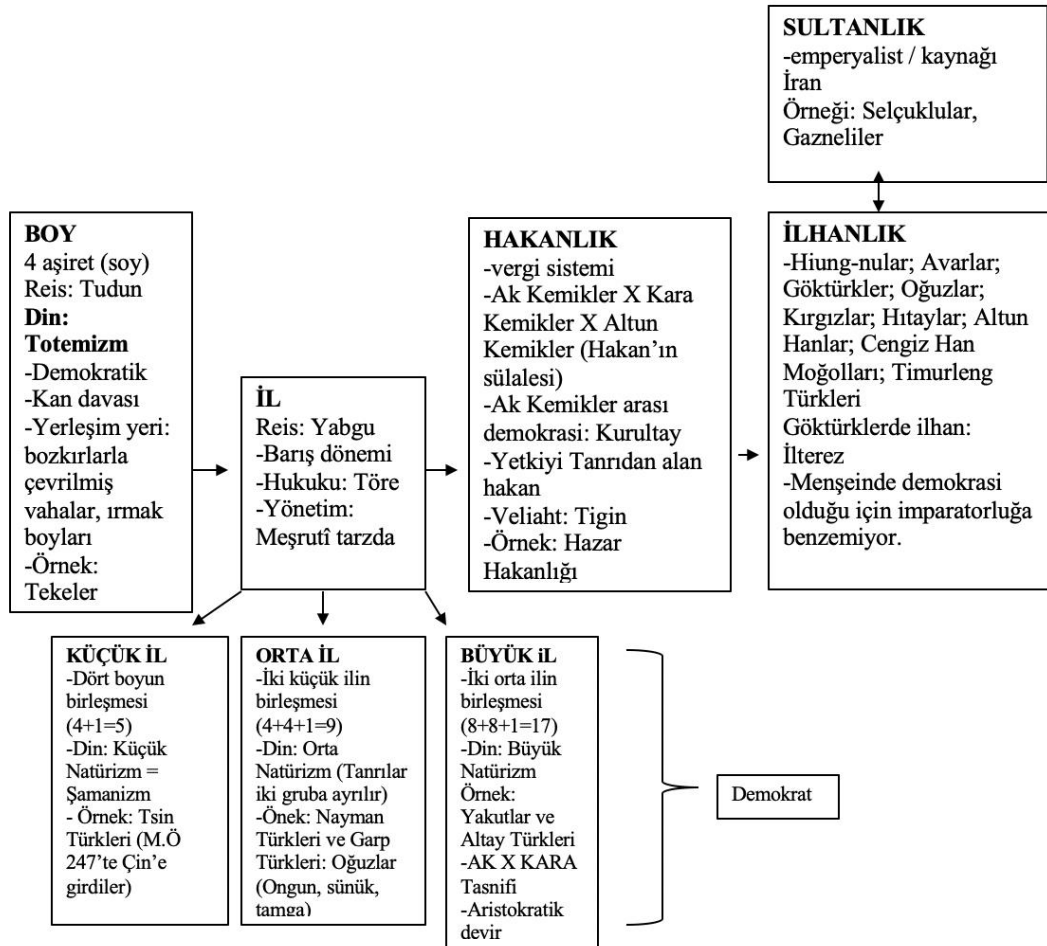 SULTANLIK
-emperyalist / kaynağı
İran
Örneği: Selçuklular,
Gazneliler
BOY
4 aşiret (soy)
Reis: Tudun
Din:
Totemizm
-Demokratik
-Kan davası
-Yerleşim yeri:
bozkırlarla
çevrilmiş
vahalar, ırmak
boyları
-Örnek:
Tekeler
İL
Reis: Yabgu
-Barış dönemi
-Hukuku: Töre
-Yönetim:
Meşrutî tarzda
HAKANLIK
-vergi sistemi
-Ak Kemikler X Kara
Kemikler X Altun
Kemikler (Hakan’ın
sülalesi)
-Ak Kemikler arası
demokrasi: Kurultay
-Yetkiyi Tanrıdan alan
hakan
-Veliaht: Tigin
-Örnek: Hazar
Hakanlığı
İLHANLIK
-Hiung-nular; Avarlar;
Göktürkler; Oğuzlar;
Kırgızlar; Hıtaylar; Altun
Hanlar; Cengiz Han
Moğolları; Timurleng
Türkleri
Göktürklerde ilhan:
İlterez
-Menşeinde demokrasi
olduğu için imparatorluğa
benzemiyor.
KÜÇÜK İL
-Dört boyun
birleşmesi
(4+1=5)
-Din: Küçük
Natürizm =
Şamanizm
- Örnek: Tsin
Türkleri (M.Ö
247’te Çin’e
girdiler)
ORTA İL
-İki küçük ilin
birleşmesi
(4+4+1=9)
-Din: Orta
Natürizm (Tanrılar
iki gruba ayrılır)
-Önek: Nayman
Türkleri ve Garp
Türkleri: Oğuzlar
(Ongun, sünük,
tamga)
BÜYÜK iL
-İki orta ilin
birleşmesi
(8+8+1=17)
-Din: Büyük
Natürizm
Örnek:
Yakutlar ve
Altay Türkleri
-AK X KARA
Tasnifi
-Aristokratik
devir
Demokrat